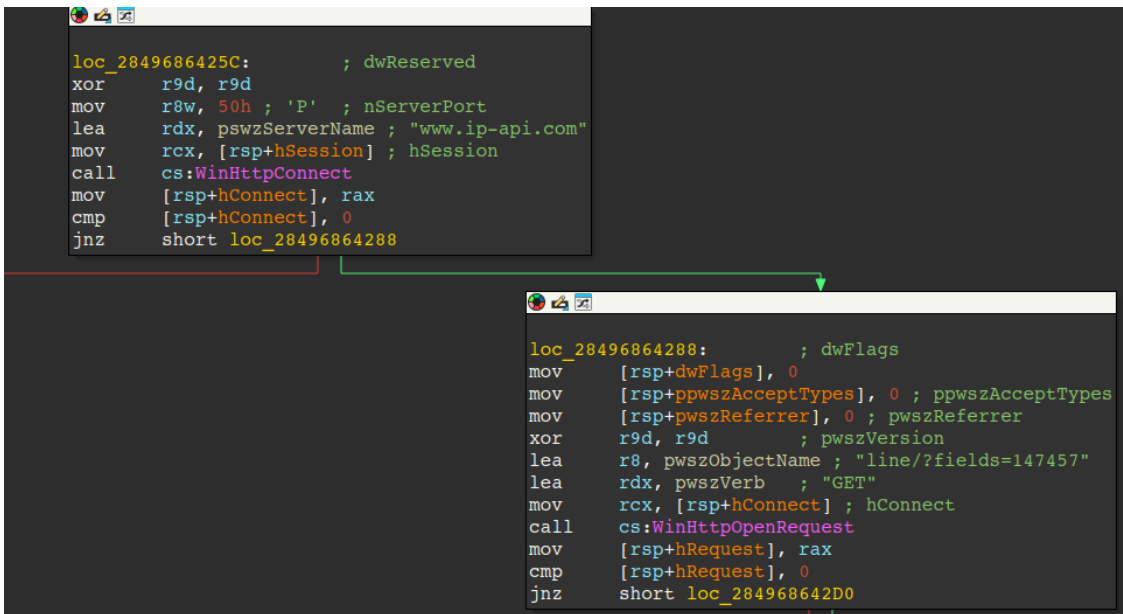 loc_2849686425C: ; dwReserved
xor r9d, r9d
mov r8w, 50h ; 'P' ; nServerPort
lea rdx, pswzServerName ; "www.ip-api.com"
mov rcx, [rsp+hSession] ; hSession
call cs:WinHttpConnect
mov [rsp+hConnect], rax
cmp [rsp+hConnect], 0
jnz short loc_28496864288
loc_28496864288: ; dwFlags
mov [rsp+dwFlags], 0
mov [rsp+ppwszAcceptTypes], 0 ; ppwszAcceptTypes
mov [rsp+pwszReferrer], 0 ; pwszReferrer
xor r9d, r9d ; pwszVersion
lea r8, pwszObjectName ; "line/?fields=147457"
lea rdx, pwszVerb ; "GET"
mov rcx, [rsp+hConnect] ; hConnect
call cs:WinHttpOpenRequest
mov [rsp+hRequest], rax
cmp [rsp+hRequest], 0
jnz short loc_284968642D0